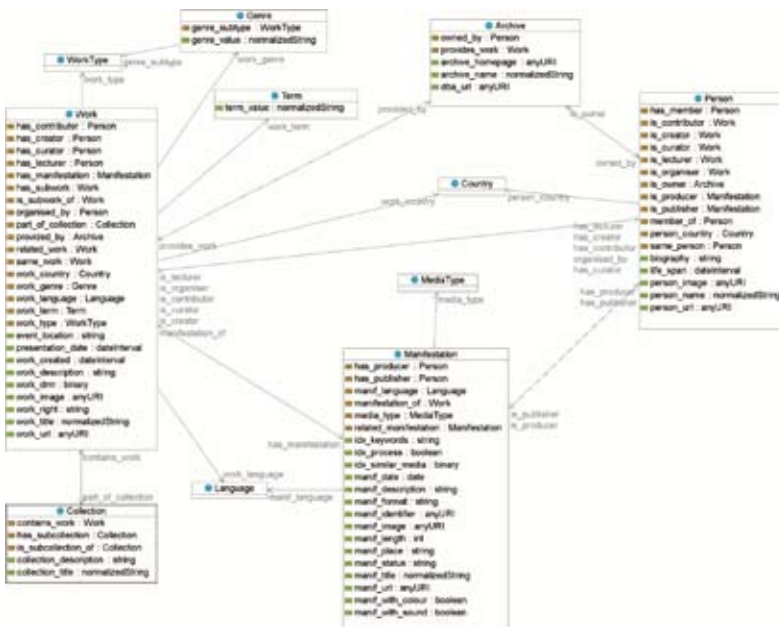 Genre
genre_subtype : WorkType
genre_value : normalizedString
WorkType
genre_subtype
work_type
work_genre
Term
term_value : normalizedString
work_term
Archive
owned_by : Person
provides_work : Work
archive_homepage : anyURI
archive_name : normalizedString
dba_url : anyURI
provided_by
is_owner
owned_by
Work
has_contributor : Person
has_creator : Person
has_curator : Person
has_lecturer : Person
has_manifestation : Manifestation
has_subwork : Work
is_subwork_of : Work
organised_by : Person
part_of_collection : Collection
provided_by : Archive
related_work : Work
same_work : Work
work_country : Country
work_genre : Genre
work_language : Language
work_term : Term
work_type : WorkType
event_location : string
presentation_date : dateInterval
work_created : dateInterval
work_description : string
work_drm : binary
work_image : anyURI
work_right : string
work_title : normalizedString
work_url : anyURI
Person
has_member : Person
is_contributor : Work
is_creator : Work
is_curator : Work
is_lecturer : Work
is_organiser : Work
is_owner : Archive
is_producer : Manifestation
is_publisher : Manifestation
member_of : Person
person_country : Country
same_person : Person
biography : string
life_span : dateInterval
person_image : anyURI
person_name : normalizedString
person_url : anyURI
Country
work_country
person_country
provides_work
has_lecturer
has_creator
has_contributor
organised_by
has_curator
is_lecturer
is_organiser
is_contributor
is_curator
is_creator
manifestation_of
MediaType
media_type
has_producer
has_publisher
Manifestation
has_producer : Person
has_publisher : Person
manif_language : Language
manifestation_of : Work
media_type : MediaType
related_manifestation : Manifestation
idx_keywords : string
idx_process : boolean
idx_similar_media : binary
manif_date : date
manif_description : string
manif_format : string
manif_identifier : anyURI
manif_image : anyURI
manif_length : int
manif_place : string
manif_status : string
manif_title : normalizedString
manif_url : anyURI
manif_with_colour : boolean
manif_with_sound : boolean
is_publisher
is_producer
has_manifestation
work_language
Language
manif_language
contains_work
part_of_collection
Collection
contains_work : Work
has_subcollection : Collection
is_subcollection_of : Collection
collection_description : string
collection_title : normalizedString